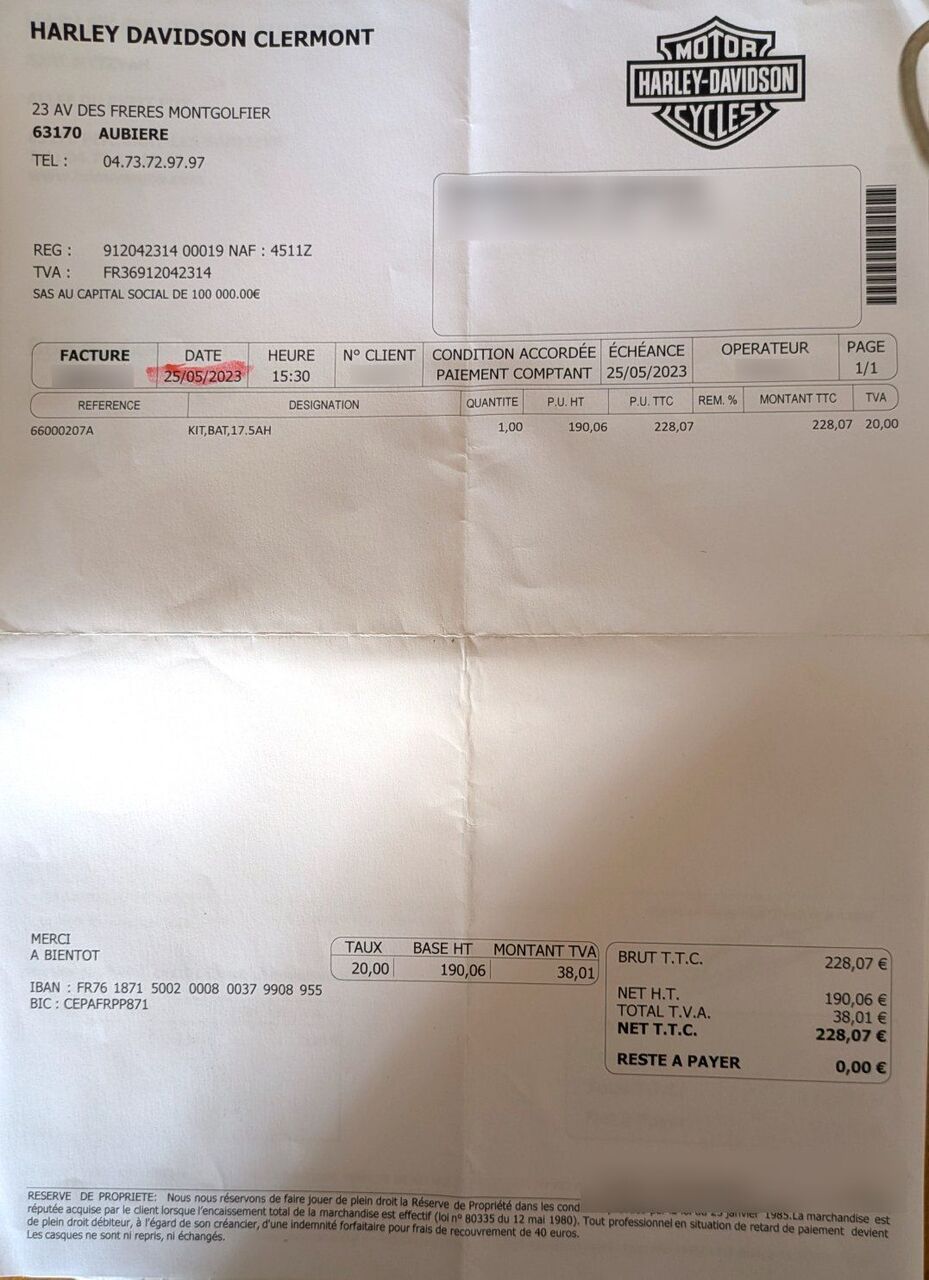 HARLEY DAVIDSON CLERMONT
MOTOR
HARLEY-DAVIDSON
CYCLES
23 AV DES FRERES MONTGOLFIER
63170 AUBIERE
TEL : 04.73.72.97.97
REG : 912042314 00019 NAF : 4511Z
TVA : FR36912042314
SAS AU CAPITAL SOCIAL DE 100 000.00€
FACTURE DATE HEURE N° CLIENT CONDITION ACCORDÉE ÉCHÉANCE OPERATEUR PAGE
25/05/2023 15:30 PAIEMENT COMPTANT 25/05/2023 1/1
REFERENCE DESIGNATION QUANTITE P.U. HT P.U. TTC REM. % MONTANT TTC TVA
66000207A KIT,BAT,17.5AH 1,00 190,06 228,07 228,07 20,00
MERCI
A BIENTOT
IBAN : FR76 1871 5002 0008 0037 9908 955
BIC : CEPAFRPP871
TAUX BASE HT MONTANT TVA
20,00 190,06 38,01
BRUT T.T.C. 228,07 €
NET H.T. 190,06 €
TOTAL T.V.A. 38,01 €
NET T.T.C. 228,07 €
RESTE A PAYER 0,00 €
RESERVE DE PROPRIETE: Nous nous réservons de faire jouer de plein droit la Réserve de Propriété dans les cond
réputée acquise par le client lorsque l'encaissement total de la marchandise est effectif (loi n° 80335 du 12 mai 1980). Tout professionnel en situation de retard de paiement devient
de plein droit débiteur, à l'égard de son créancier, d'une indemnité forfaitaire pour frais de recouvrement de 40 euros.
Les casques ne sont ni repris, ni échangés.